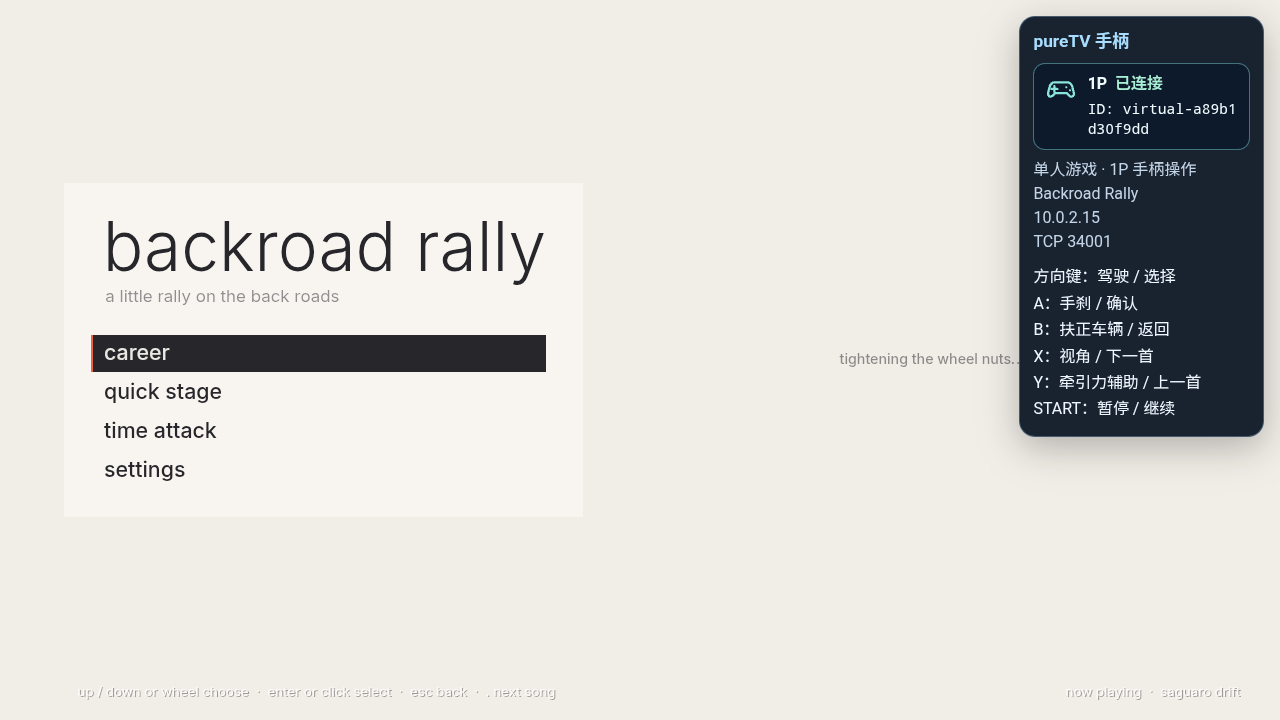 backroad rally
a little rally on the back roads
career
quick stage
time attack
settings
tightening the wheel nuts..
up / down or wheel choose · enter or click select · esc back · . next song
now playing · saguaro drift
pureTV 手柄
1P 已连接
ID: virtual-a89b1
d30f9dd
单人游戏 · 1P 手柄操作
Backroad Rally
10.0.2.15
TCP 34001
方向键：驾驶 / 选择
A：手刹 / 确认
B：扶正车辆 / 返回
X：视角 / 下一首
Y：牵引力辅助 / 上一首
START：暂停 / 继续